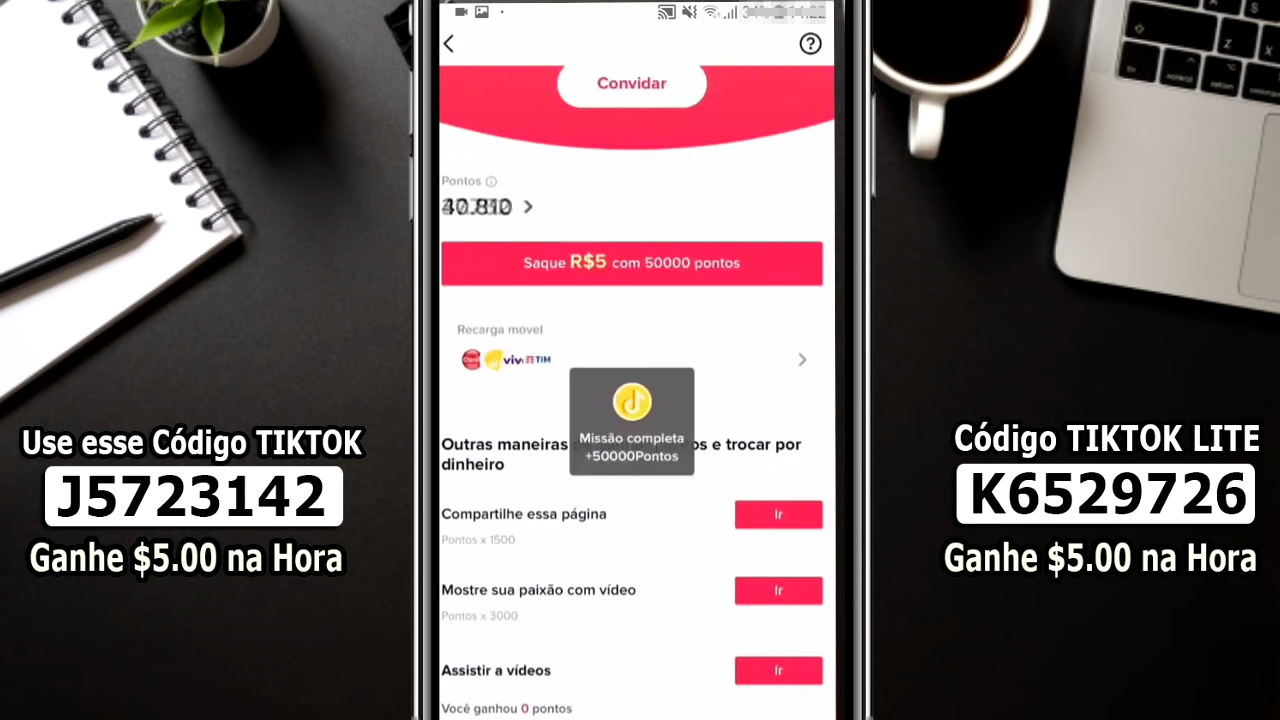 Convidar
Pontos
Saque R$5 com 50000 pontos
Recarga móvel
Claro vivo TIM
Missão completa
+50000Pontos
Outras maneiras s e trocar por
dinheiro
Compartilhe essa página
Ir
Pontos x 1500
Mostre sua paixão com vídeo
Ir
Pontos x 3000
Assistir a vídeos
Ir
Você ganhou 0 pontos
Use esse Código TIKTOK
J5723142
Ganhe $5.00 na Hora
Código TIKTOK LITE
K6529726
Ganhe $5.00 na Hora